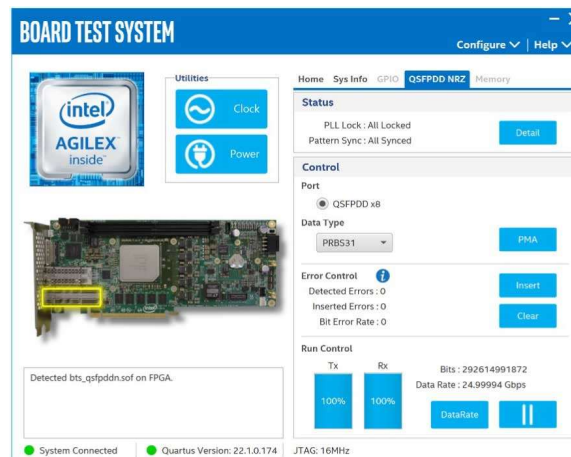 BOARD TEST SYSTEM
Configure Help
Utilities
Clock
Power
intel
AGILEX
inside
Home Sys Info GPIO QSFPDD NRZ Memory
Status
PLL Lock : All Locked
Pattern Sync : All Synced
Detail
Control
Port
QSFPDD x8
Data Type
PRBS31
PMA
Error Control
Detected Errors : 0
Inserted Errors : 0
Bit Error Rate : 0
Insert
Clear
Run Control
Tx Rx
100% 100%
Bits : 292614991872
Data Rate : 24.99994 Gbps
DataRate
Detected bts_qsfpddn.sof on FPGA.
System Connected Quartus Version: 22.1.0.174 JTAG: 16MHz